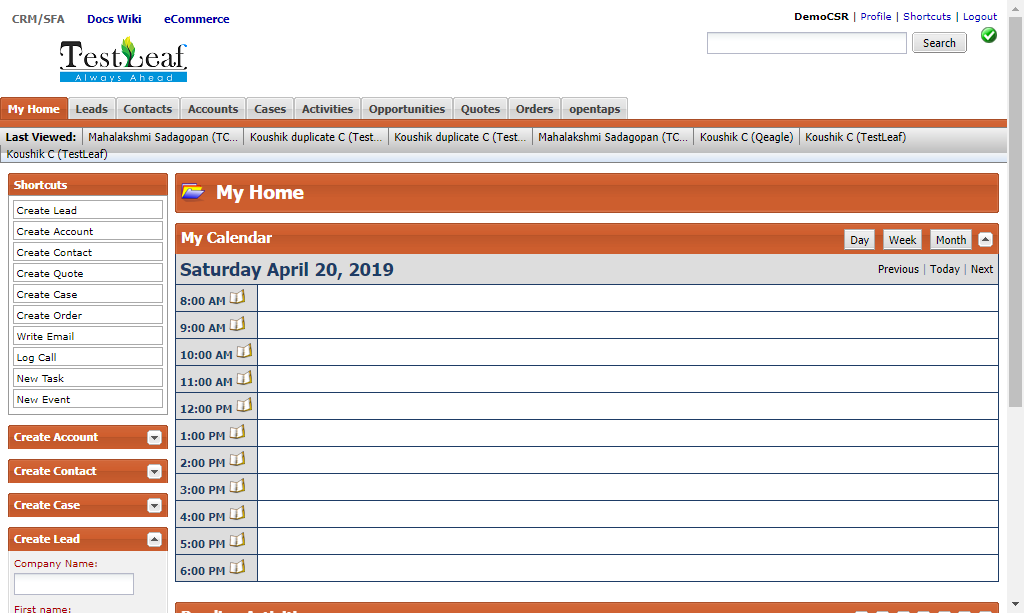 CRM/SFA Docs Wiki eCommerce
DemoCSR | Profile | Shortcuts | Logout
Search
TestLeaf
Always Ahead
My Home Leads Contacts Accounts Cases Activities Opportunities Quotes Orders opentaps
Last Viewed: Mahalakshmi Sadagopan (TC... Koushik duplicate C (Test... Koushik duplicate C (Test... Mahalakshmi Sadagopan (TC... Koushik C (Qeagle) Koushik C (TestLeaf)
Koushik C (TestLeaf)
Shortcuts
Create Lead
Create Account
Create Contact
Create Quote
Create Case
Create Order
Write Email
Log Call
New Task
New Event
Create Account
Create Contact
Create Case
Create Lead
Company Name:
First name:
My Home
My Calendar Day Week Month
Saturday April 20, 2019 Previous | Today | Next
8:00 AM
9:00 AM
10:00 AM
11:00 AM
12:00 PM
1:00 PM
2:00 PM
3:00 PM
4:00 PM
5:00 PM
6:00 PM